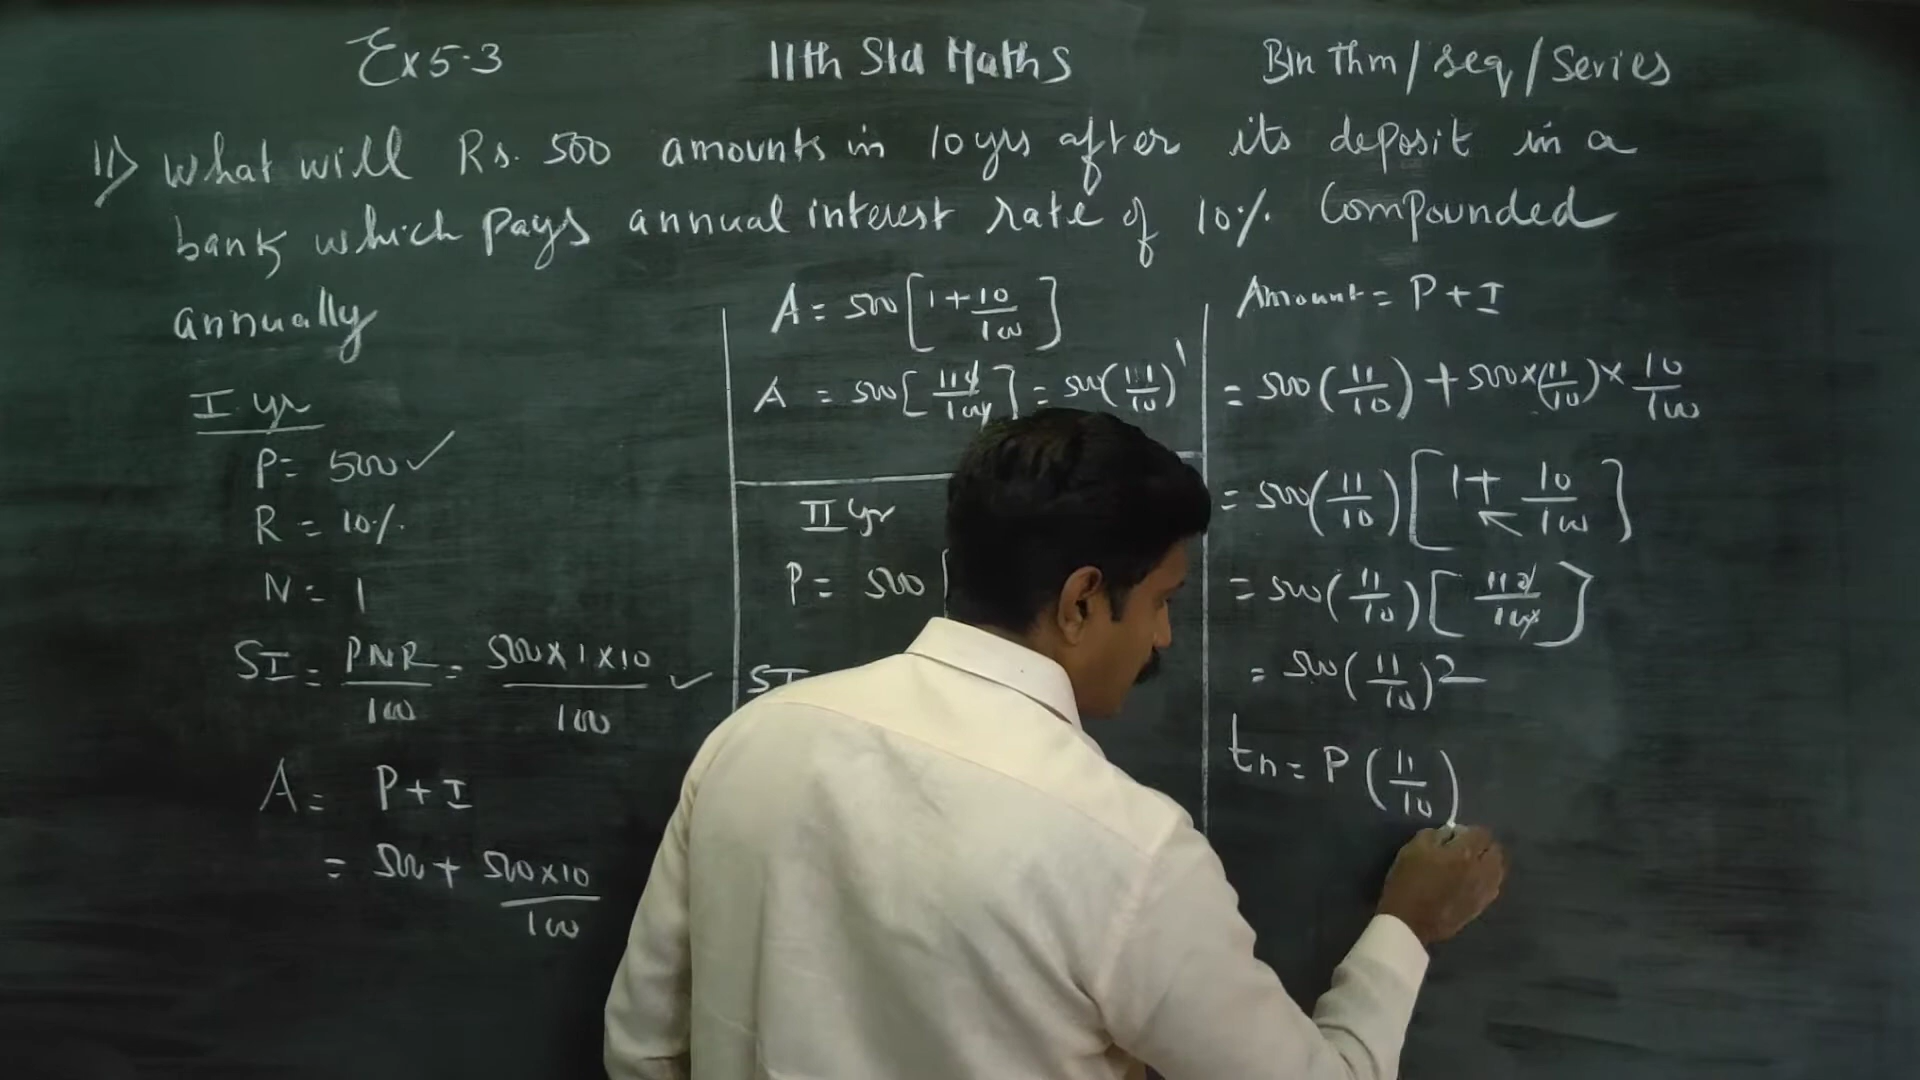 Ex 5.3
11th Std Maths
Bin Thm / seq / Series
11) What will Rs. 500 amounts in 10 yrs after its deposit in a
bank which pays annual interest rate of 10% Compounded
annually
I yr
P = 500 ✓
R = 10%
N = 1
SI = PNR/100 = 500×1×10/100 ✓
A = P+I
= 500 + 500×10/100
A = 500 [1+10/100]
A = 500 [110/100] = 500(11/10)^1
II yr
P = 500
SI
Amount = P+I
= 500 (11/10) + 500×(11/10)×10/100
= 500(11/10)[1+10/100]
= 500(11/10)[110/100]
= 500(11/10)^2
tn = P(11/10)